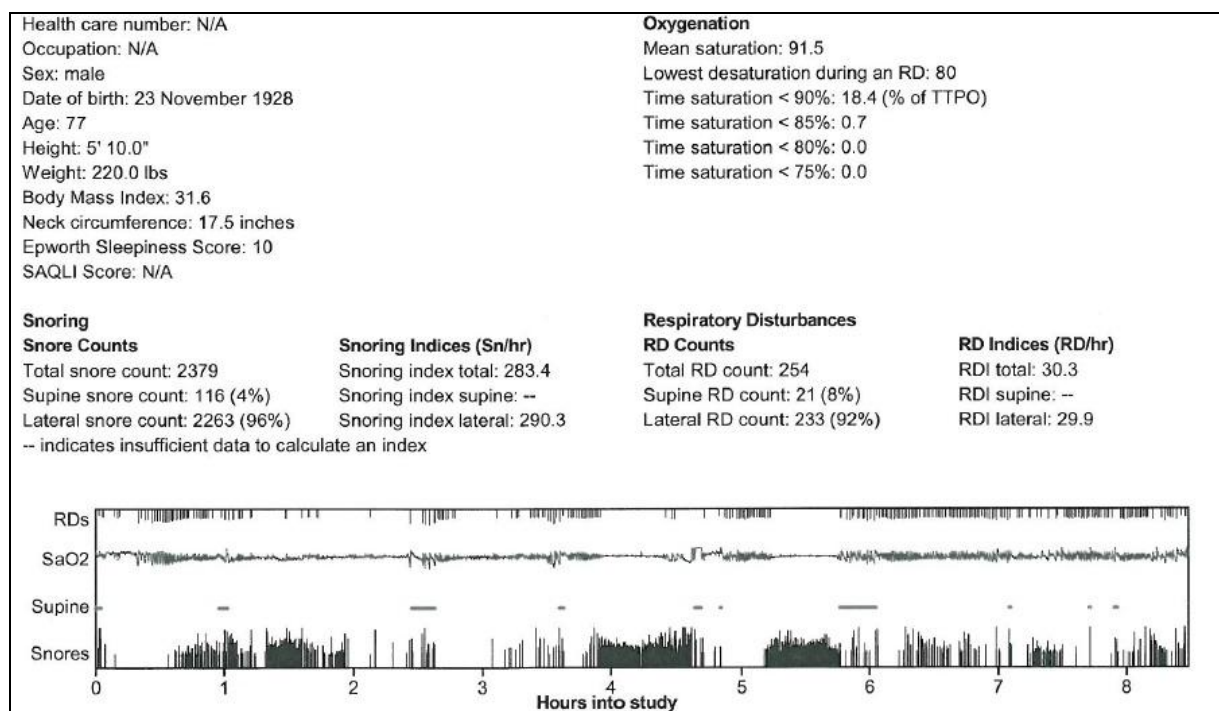 Health care number: N/A
Occupation: N/A
Sex: male
Date of birth: 23 November 1928
Age: 77
Height: 5' 10.0"
Weight: 220.0 lbs
Body Mass Index: 31.6
Neck circumference: 17.5 inches
Epworth Sleepiness Score: 10
SAQLI Score: N/A
Oxygenation
Mean saturation: 91.5
Lowest desaturation during an RD: 80
Time saturation < 90%: 18.4 (% of TTPO)
Time saturation < 85%: 0.7
Time saturation < 80%: 0.0
Time saturation < 75%: 0.0
Snoring
Snore Counts
Total snore count: 2379
Supine snore count: 116 (4%)
Lateral snore count: 2263 (96%)
-- indicates insufficient data to calculate an index
Snoring Indices (Sn/hr)
Snoring index total: 283.4
Snoring index supine: --
Snoring index lateral: 290.3
Respiratory Disturbances
RD Counts
Total RD count: 254
Supine RD count: 21 (8%)
Lateral RD count: 233 (92%)
RD Indices (RD/hr)
RDI total: 30.3
RDI supine: --
RDI lateral: 29.9
RDs
SaO2
Supine
Snores
0 1 2 3 4 5 6 7 8
Hours into study